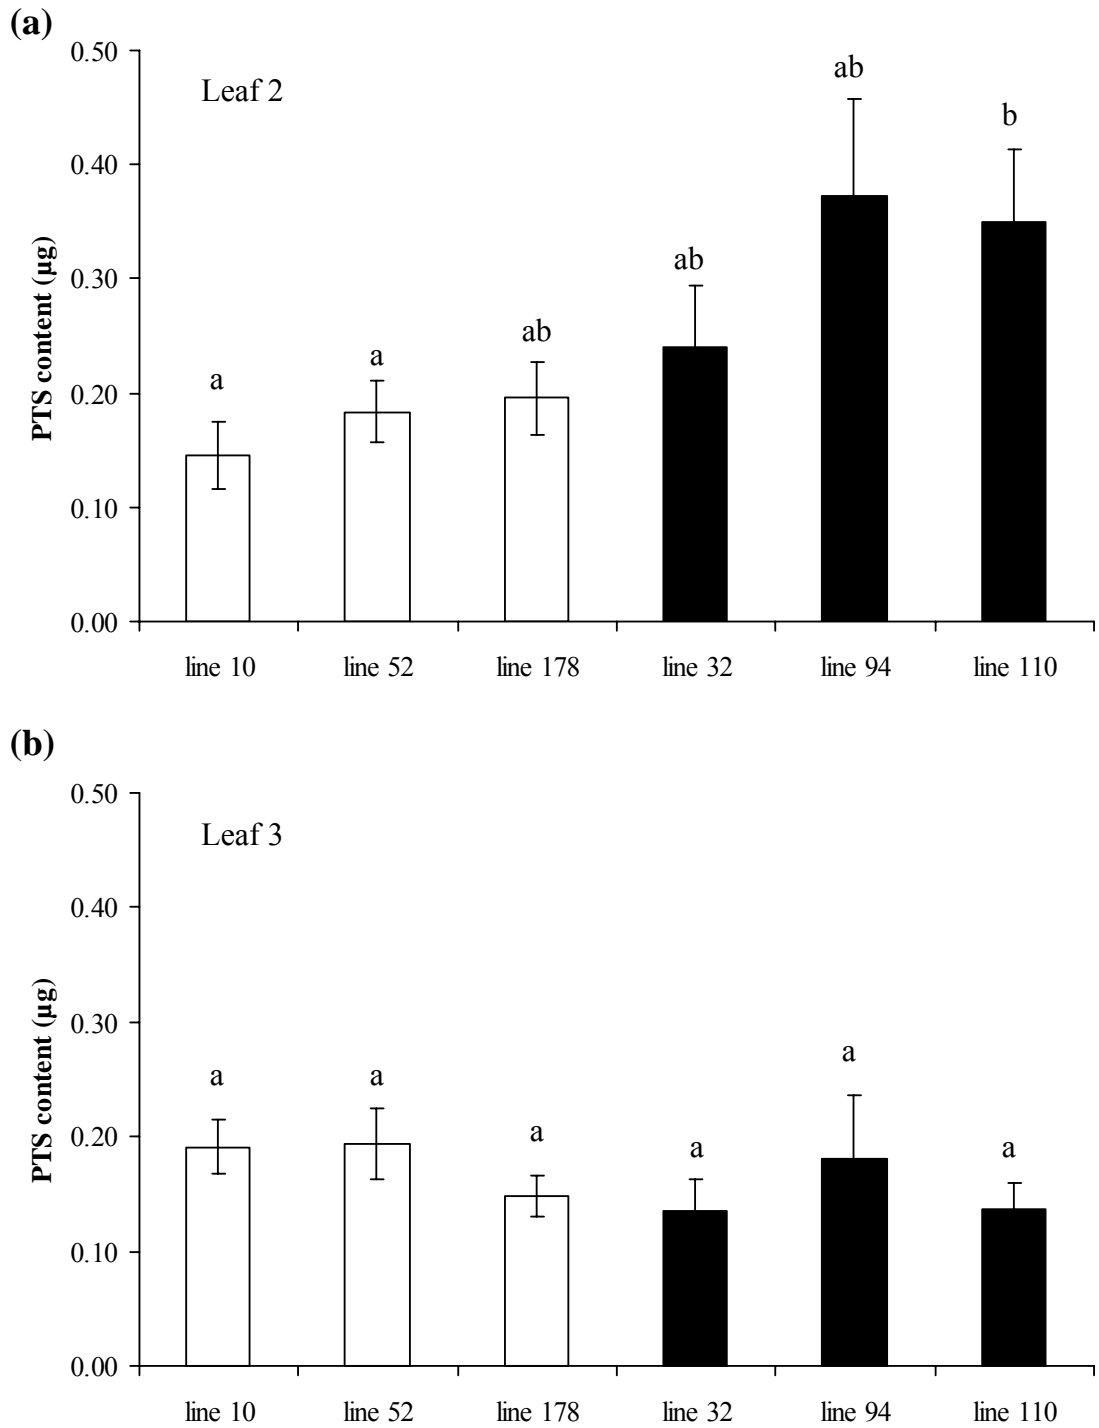 (a)
0.50
Leaf 2
ab
b
0.40
PTS content (µg)
0.30
ab
ab
a
a
0.20
0.10
0.00
line 10 line 52 line 178 line 32 line 94 line 110
(b)
0.50
Leaf 3
0.40
PTS content (µg)
0.30
a a a
0.20
a a a
0.10
0.00
line 10 line 52 line 178 line 32 line 94 line 110